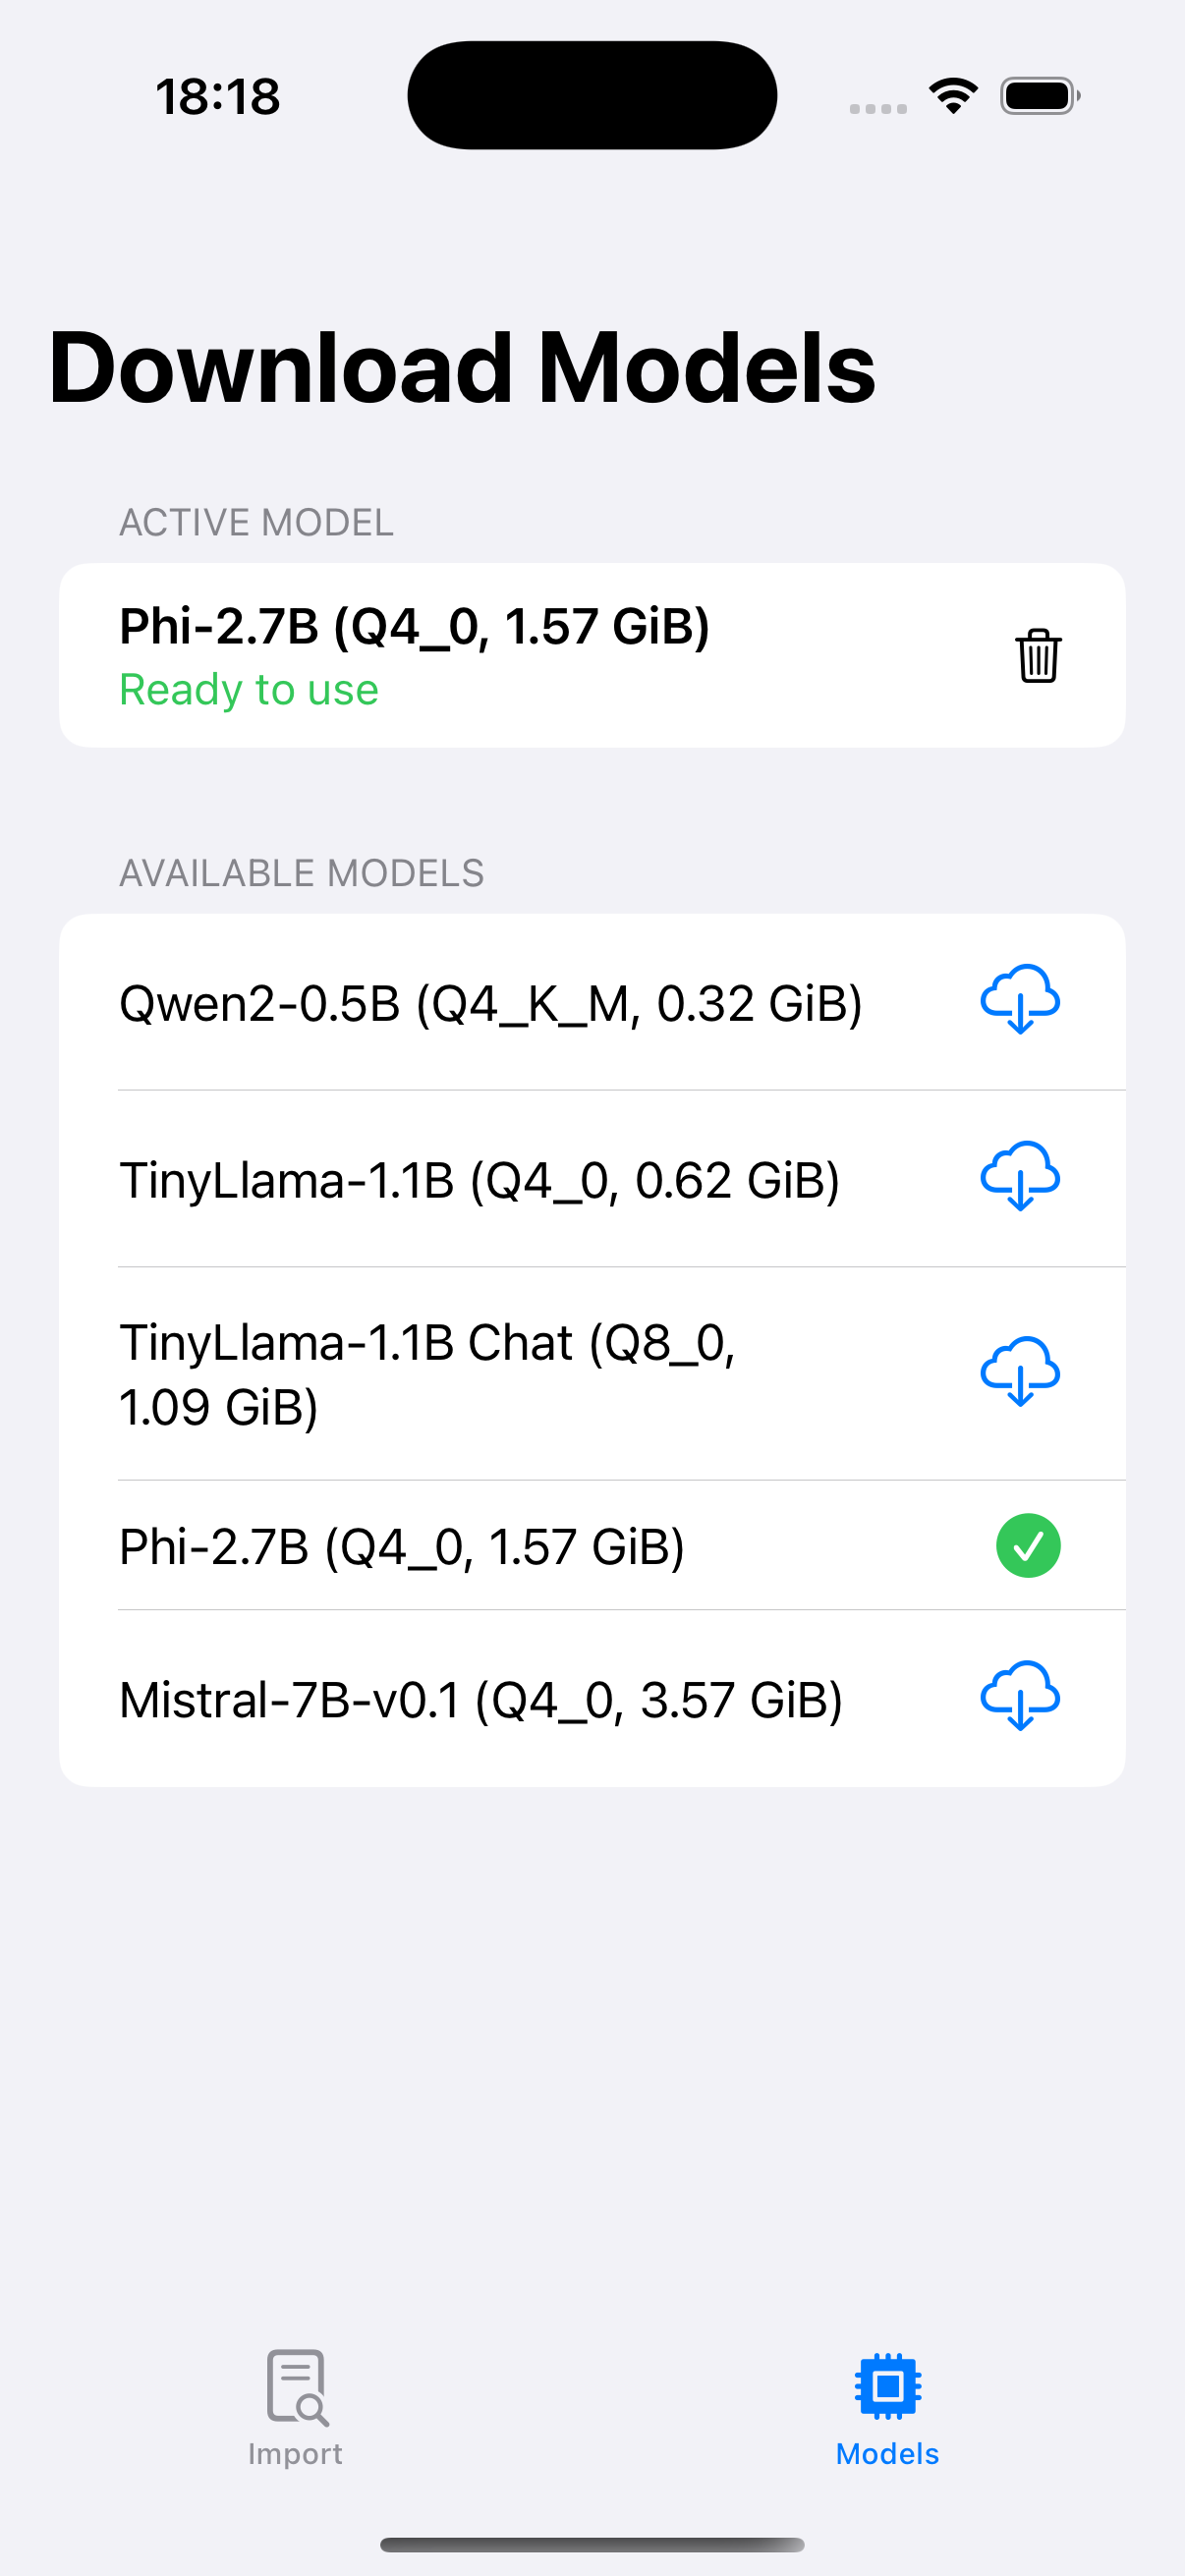 18:18
Download Models
ACTIVE MODEL
Phi-2.7B (Q4_0, 1.57 GiB)
Ready to use
AVAILABLE MODELS
Qwen2-0.5B (Q4_K_M, 0.32 GiB)
TinyLlama-1.1B (Q4_0, 0.62 GiB)
TinyLlama-1.1B Chat (Q8_0,
1.09 GiB)
Phi-2.7B (Q4_0, 1.57 GiB)
Mistral-7B-v0.1 (Q4_0, 3.57 GiB)
Import
Models